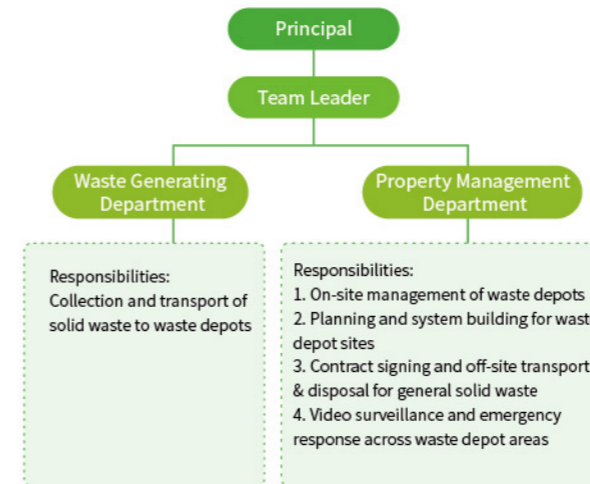 Principal
Team Leader
Waste Generating
Department
Property Management
Department
Responsibilities:
Collection and transport of
solid waste to waste depots
Responsibilities:
1. On-site management of waste depots
2. Planning and system building for wast
depot sites
3. Contract signing and off-site transport
& disposal for general solid waste
4. Video surveillance and emergency
response across waste depot areas